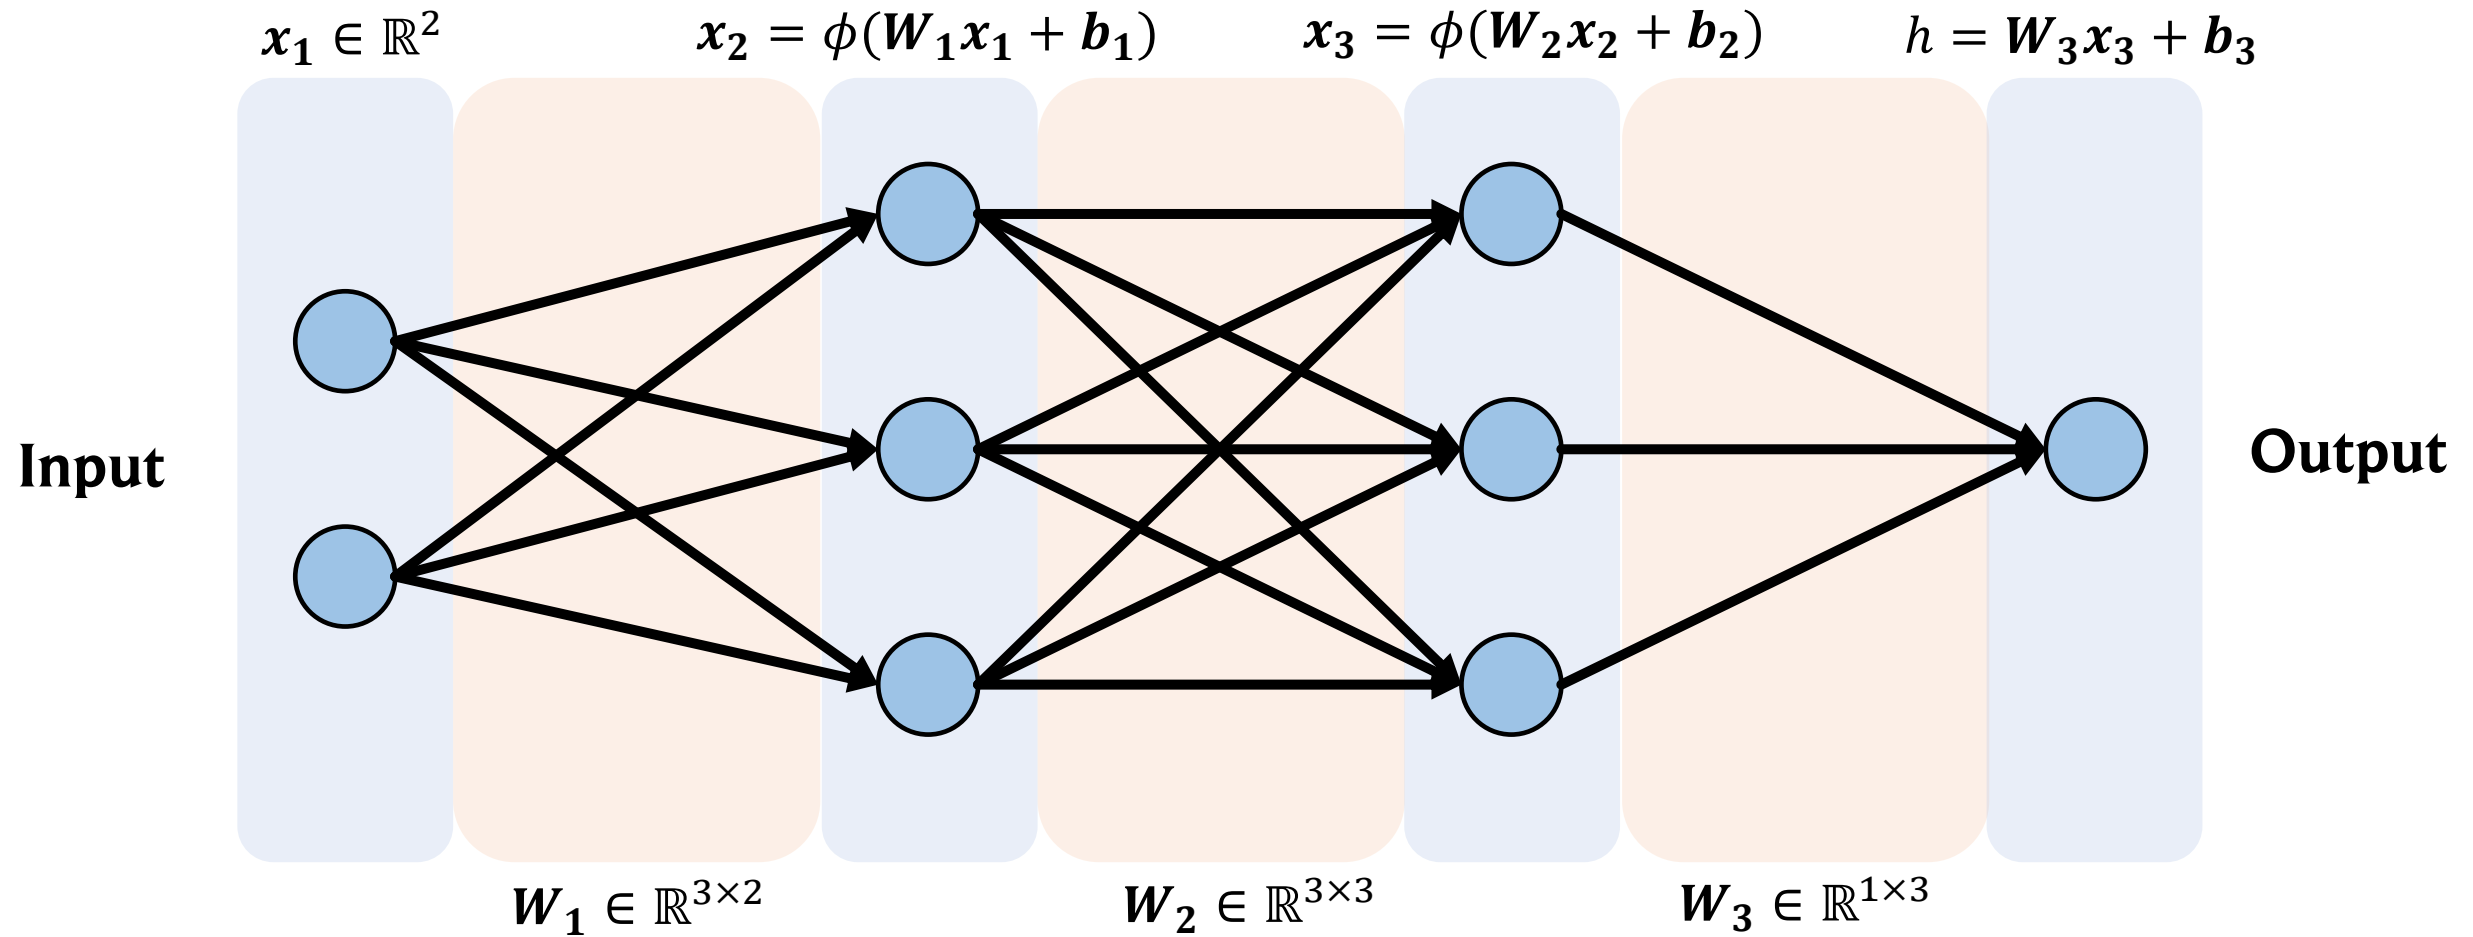 𝒙₁ ∈ ℝ²
𝒙₂ = 𝜙(𝑾₁𝒙₁ + 𝒃₁)
𝒙₃ = 𝜙(𝑾₂𝒙₂ + 𝒃₂)
ℎ = 𝑾₃𝒙₃ + 𝒃₃
Input
Output
𝑾₁ ∈ ℝ³ˣ²
𝑾₂ ∈ ℝ³ˣ³
𝑾₃ ∈ ℝ¹ˣ³